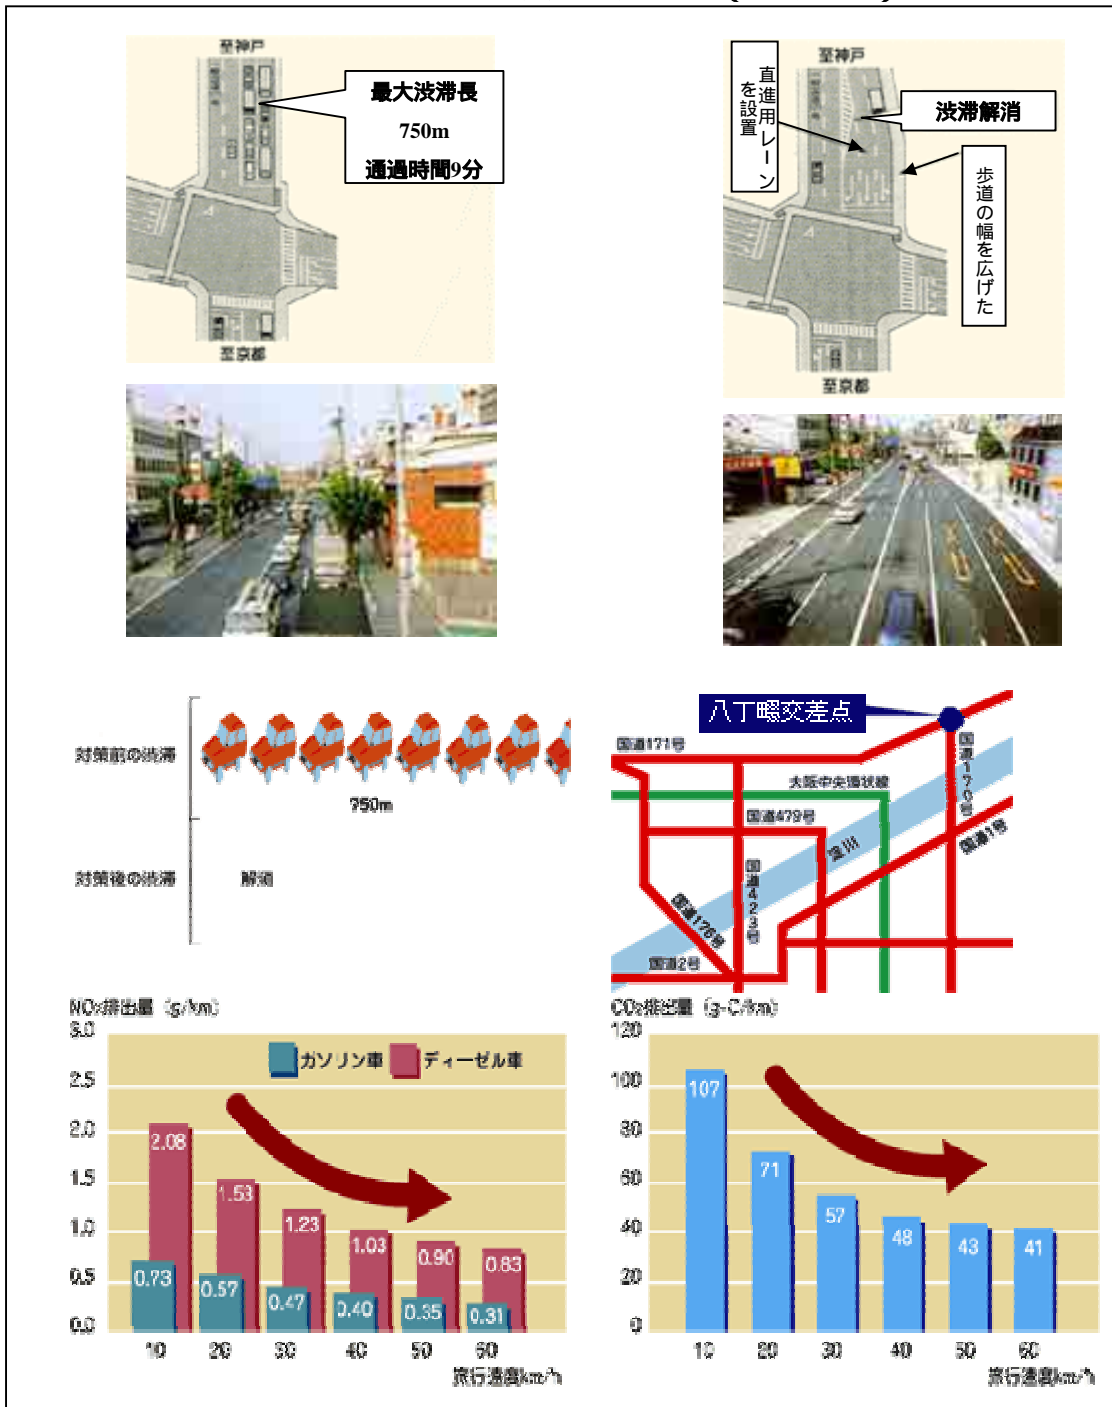 至神戸
最大渋滞長
750m
通過時間9分
至京都
至神戸
直進用レーン
を設置
渋滞解消
歩道の幅を広げた
至京都
対策前の渋滞
750m
対策後の渋滞
解消
八丁畷交差点
国道171号
国道170号
大阪中央環状線
国道479号
淀川
国道1号
国道423号
国道176号
国道2号
NOx排出量 (g/km)
3.0
2.5
2.0
1.5
1.0
0.5
0.0
ガソリン車 ディーゼル車
2.08
1.53
1.23
1.03
0.90
0.83
0.73
0.57
0.47
0.40
0.35
0.31
10 20 30 40 50 60
旅行速度km/h
CO2排出量 (g-C/km)
120
100
80
60
40
20
0
107
71
57
48
43
41
10 20 30 40 50 60
旅行速度km/h